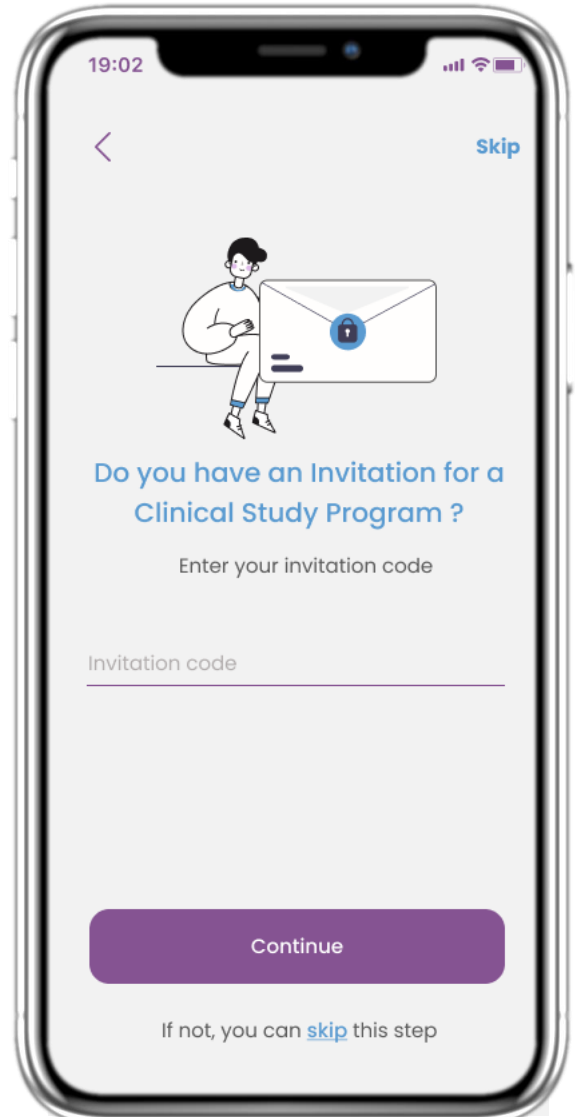 19:02
Skip
Do you have an Invitation for a
Clinical Study Program ?
Enter your invitation code
Invitation code
Continue
If not, you can skip this step